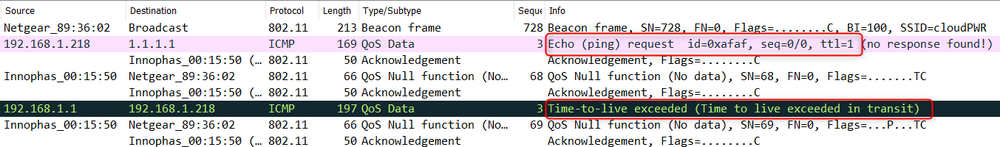 Source Destination Protocol Length Type/Subtype Seque Info
Netgear_89:36:02 Broadcast 802.11 213 Beacon frame 728 Beacon frame, SN=728, FN=0, Flags=........C, BI=100, SSID=cloudPWR
192.168.1.218 1.1.1.1 ICMP 169 QoS Data 3 Echo (ping) request id=0xafaf, seq=0/0, ttl=1 (no response found!)
Innophas_00:15:50 (… 802.11 50 Acknowledgement Acknowledgement, Flags=........C
Innophas_00:15:50 Netgear_89:36:02 802.11 66 QoS Null function (No… 68 QoS Null function (No data), SN=68, FN=0, Flags=.......TC
Innophas_00:15:50 (… 802.11 50 Acknowledgement Acknowledgement, Flags=........C
192.168.1.1 192.168.1.218 ICMP 197 QoS Data 3 Time-to-live exceeded (Time to live exceeded in transit)
Innophas_00:15:50 Netgear_89:36:02 802.11 66 QoS Null function (No… 69 QoS Null function (No data), SN=69, FN=0, Flags=...P...TC
Innophas_00:15:50 (… 802.11 50 Acknowledgement Acknowledgement, Flags=........C